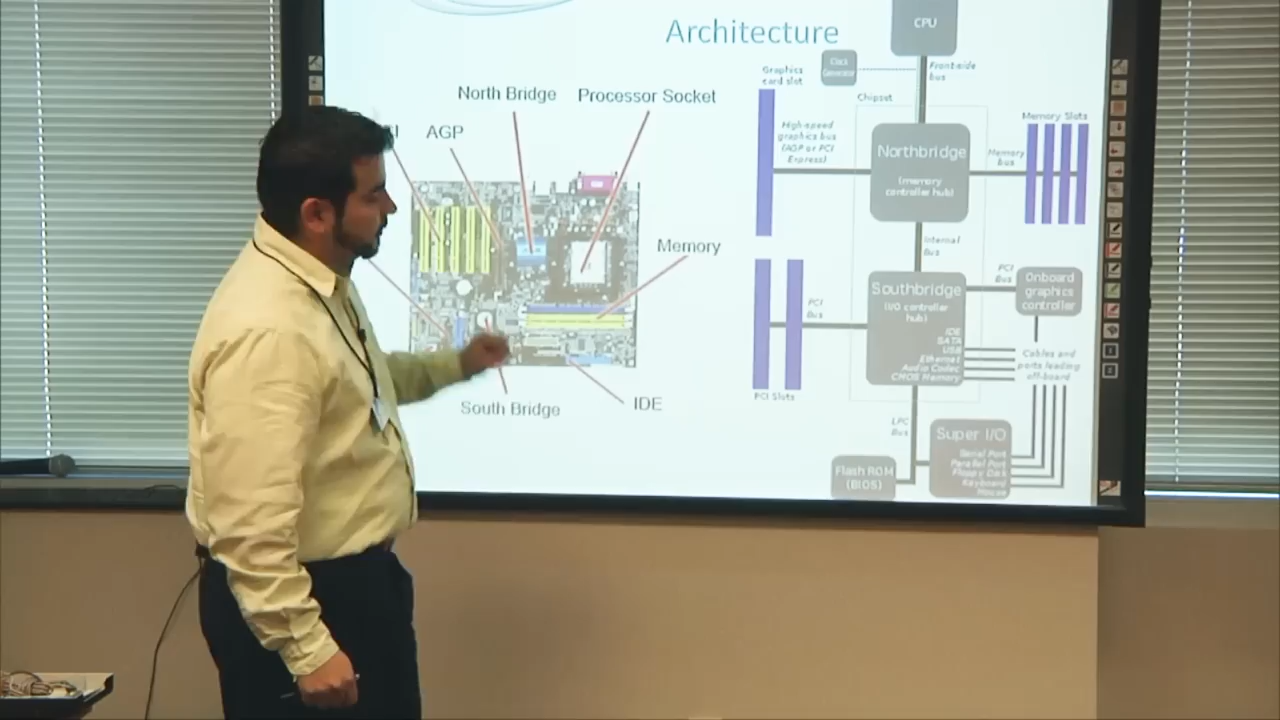 Architecture
CPU
Clock
Generator
Front-side
bus
Graphics
card slot
Chipset
North Bridge
Processor Socket
AGP
Memory Slots
High-speed
graphics bus
(AGP or PCI
Express)
Northbridge
(memory
controller hub)
Memory
bus
Memory
Internal
Bus
PCI
Bus
Southbridge
(I/O controller
hub)
IDE
SATA
USB
Ethernet
Audio Codec
CMOS Memory
PCI
Bus
Onboard
graphics
controller
Cables and
ports leading
off-board
PCI Slots
South Bridge
IDE
LPC
Bus
Super I/O
Serial Port
Parallel Port
Floppy Disk
Keyboard
Mouse
Flash ROM
(BIOS)